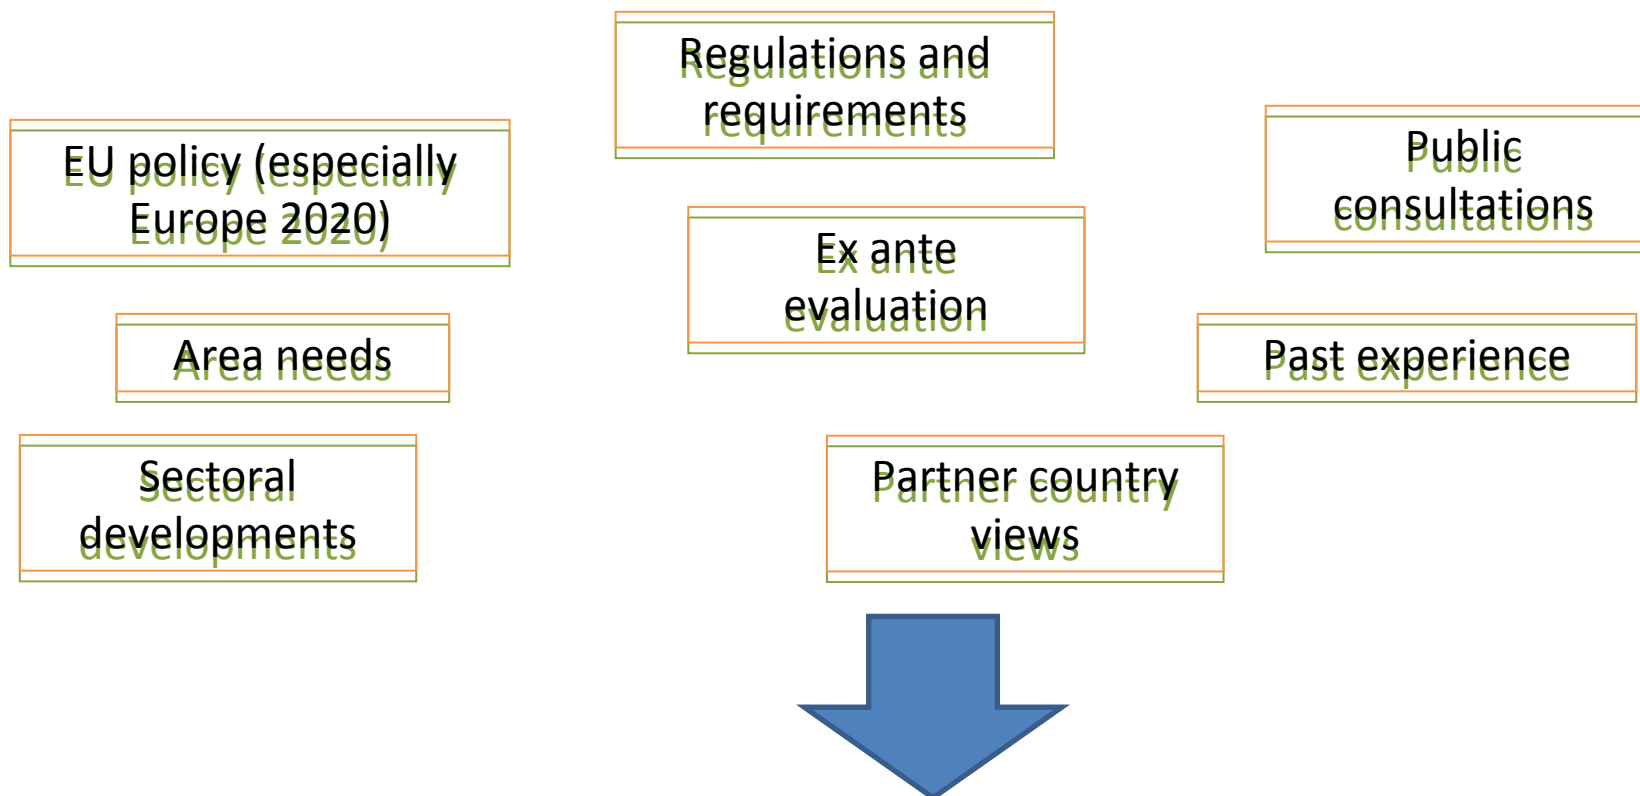 Regulations and
requirements
EU policy (especially
Europe 2020)
Public
consultations
Ex ante
evaluation
Area needs
Past experience
Sectoral
developments
Partner country
views